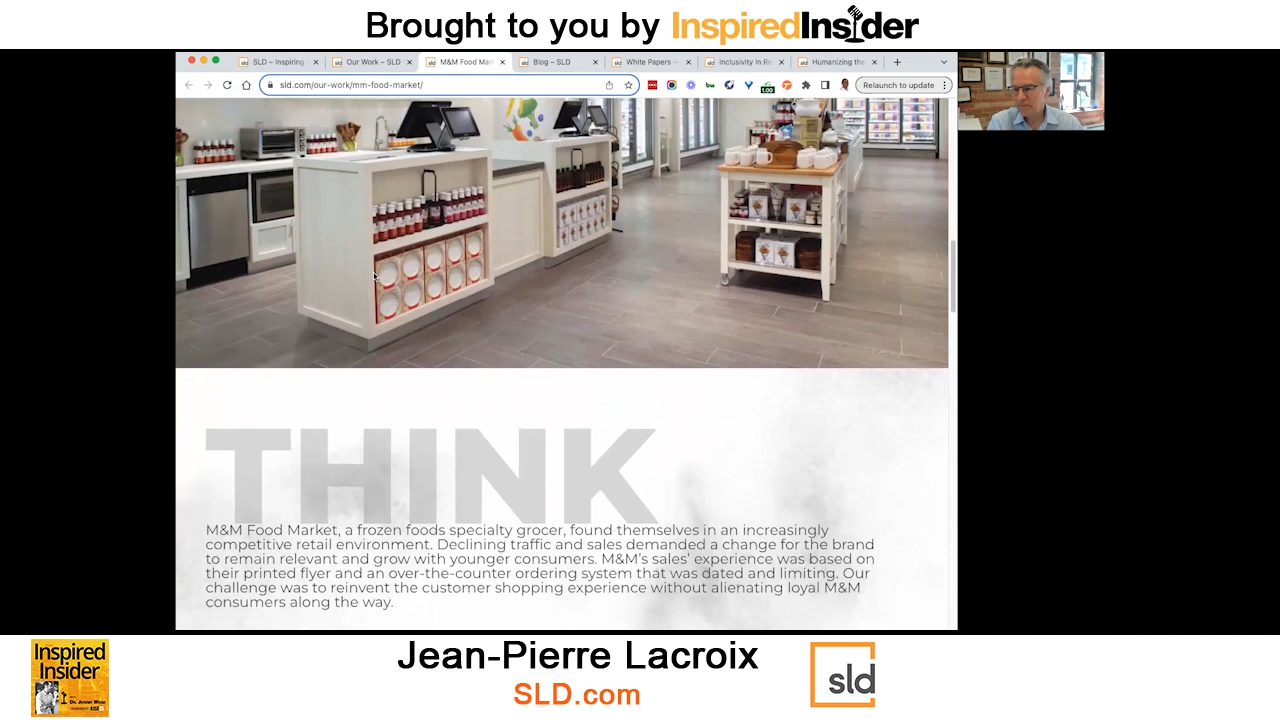 Brought to you by InspiredInsider
SLD – Inspiring
Our Work – SLD
M&M Food Mar
Blog – SLD
White Papers –
Inclusivity In Re
Humanizing the
sld.com/our-work/mm-food-market/
1.00
Relaunch to update
THINK
M&M Food Market, a frozen foods specialty grocer, found themselves in an increasingly
competitive retail environment. Declining traffic and sales demanded a change for the brand
to remain relevant and grow with younger consumers. M&M's sales' experience was based on
their printed flyer and an over-the-counter ordering system that was dated and limiting. Our
challenge was to reinvent the customer shopping experience without alienating loyal M&M
consumers along the way.
Inspired
Insider
Jean-Pierre Lacroix
SLD.com
sld